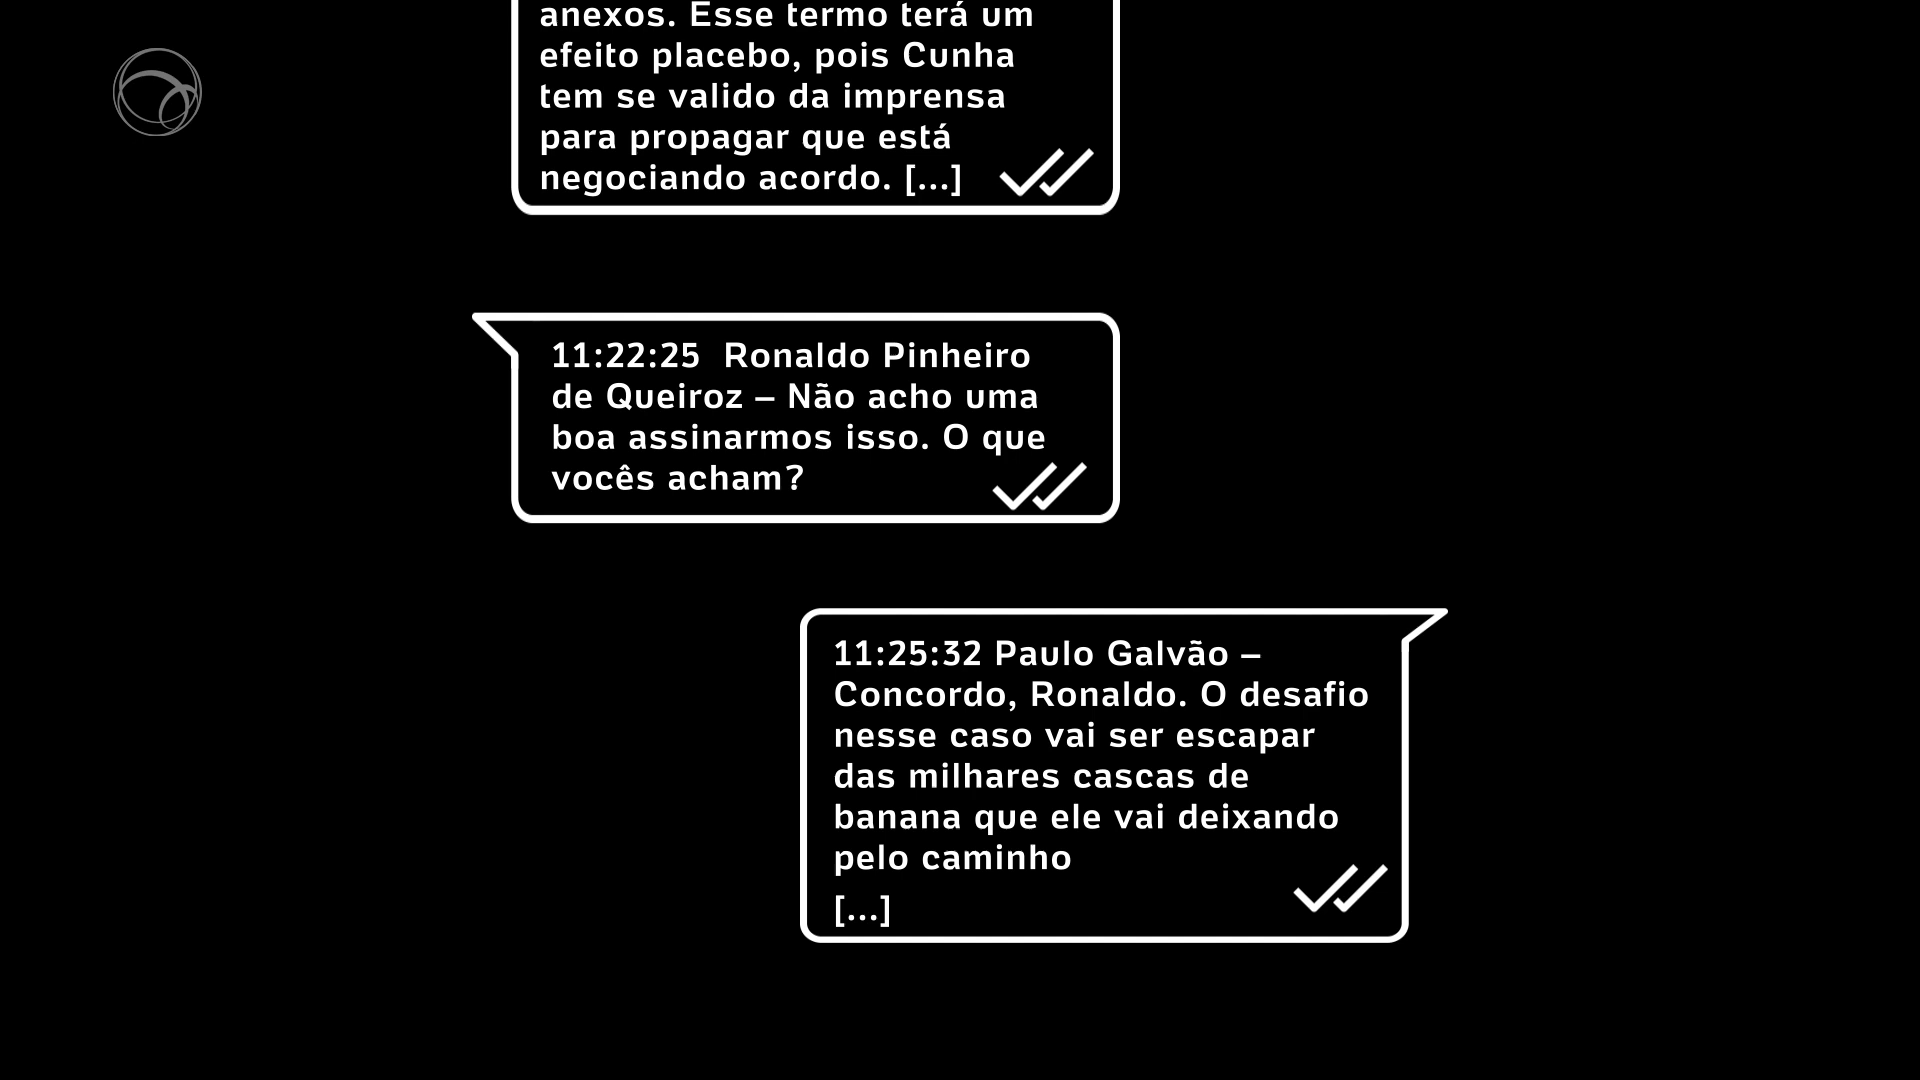 anexos. Esse termo terá um
efeito placebo, pois Cunha
tem se valido da imprensa
para propagar que está
negociando acordo. [...]
11:22:25 Ronaldo Pinheiro
de Queiroz – Não acho uma
boa assinarmos isso. O que
vocês acham?
11:25:32 Paulo Galvão –
Concordo, Ronaldo. O desafio
nesse caso vai ser escapar
das milhares cascas de
banana que ele vai deixando
pelo caminho
[...]